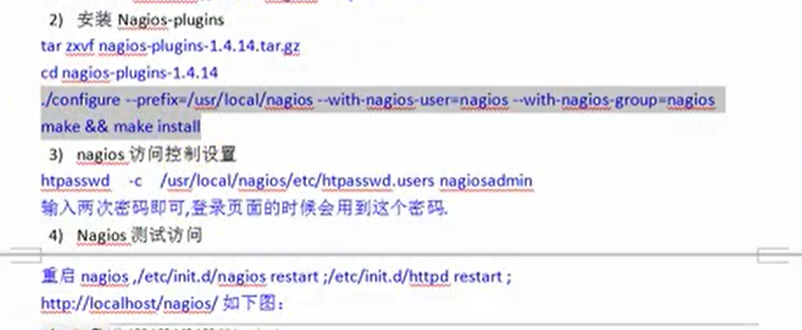 2) 安装 Nagios-plugins
tar zxvf nagios-plugins-1.4.14.tar.gz
cd nagios-plugins-1.4.14
./configure --prefix=/usr/local/nagios --with-nagios-user=nagios --with-nagios-group=nagios
make && make install
3) nagios 访问控制设置
htpasswd -c /usr/local/nagios/etc/htpasswd.users nagiosadmin
输入两次密码即可,登录页面的时候会用到这个密码.
4) Nagios 测试访问
重启 nagios ,/etc/init.d/nagios restart ;/etc/init.d/httpd restart ;
http://localhost/nagios/ 如下图：